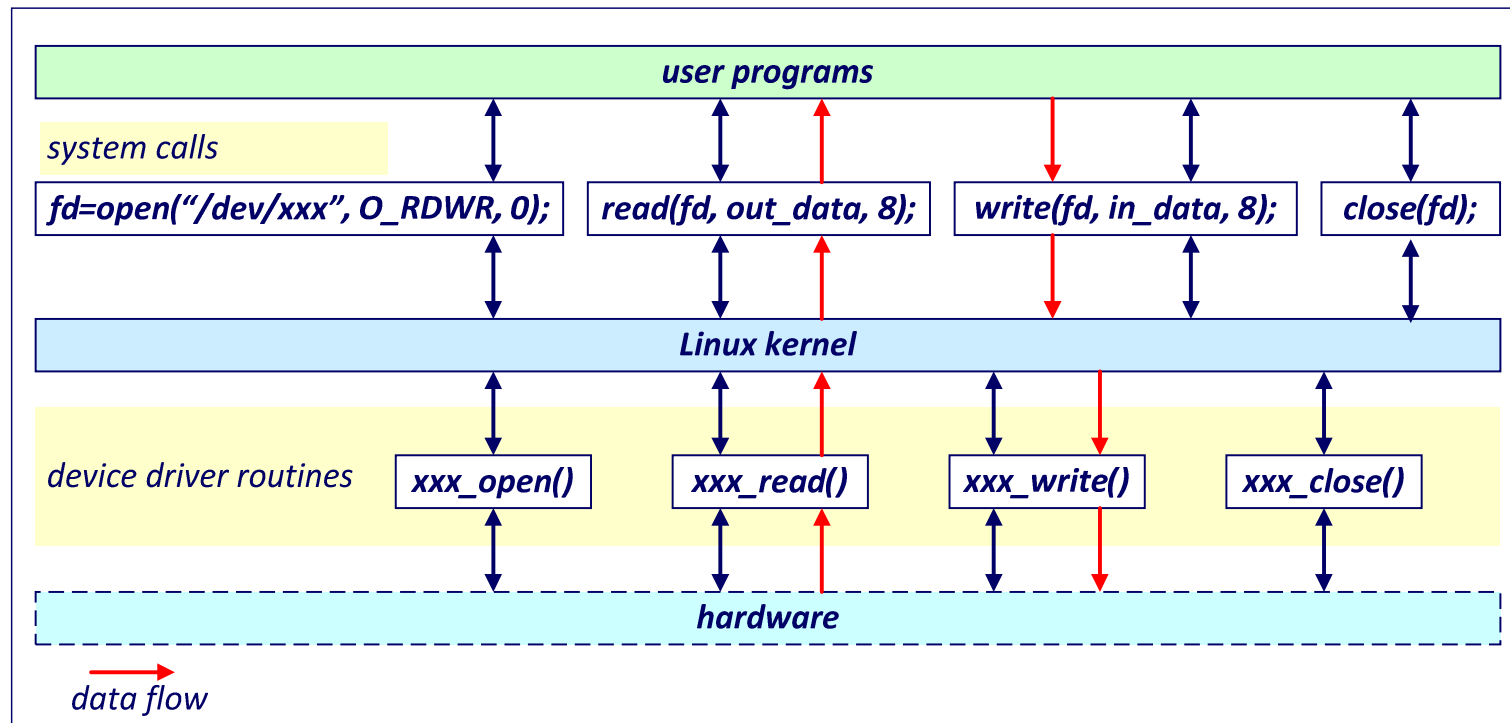 user programs
system calls
fd=open(“/dev/xxx”, O_RDWR, 0);
read(fd, out_data, 8);
write(fd, in_data, 8);
close(fd);
Linux kernel
device driver routines
xxx_open()
xxx_read()
xxx_write()
xxx_close()
hardware
data flow